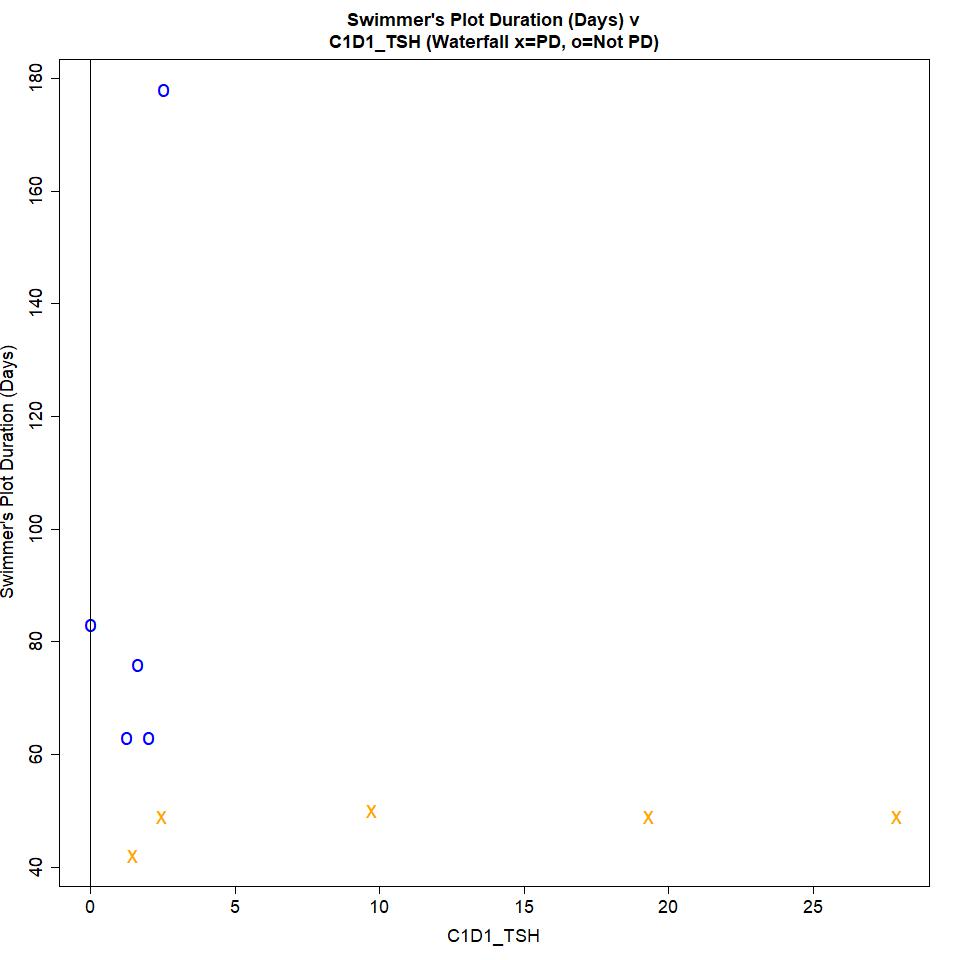 Swimmer's Plot Duration (Days) v
C1D1_TSH (Waterfall x=PD, o=Not PD)
Swimmer's Plot Duration (Days)
180
160
140
120
100
80
60
40
O
O
O
O O
X
X
X
X
X
0 5 10 15 20 25
C1D1_TSH